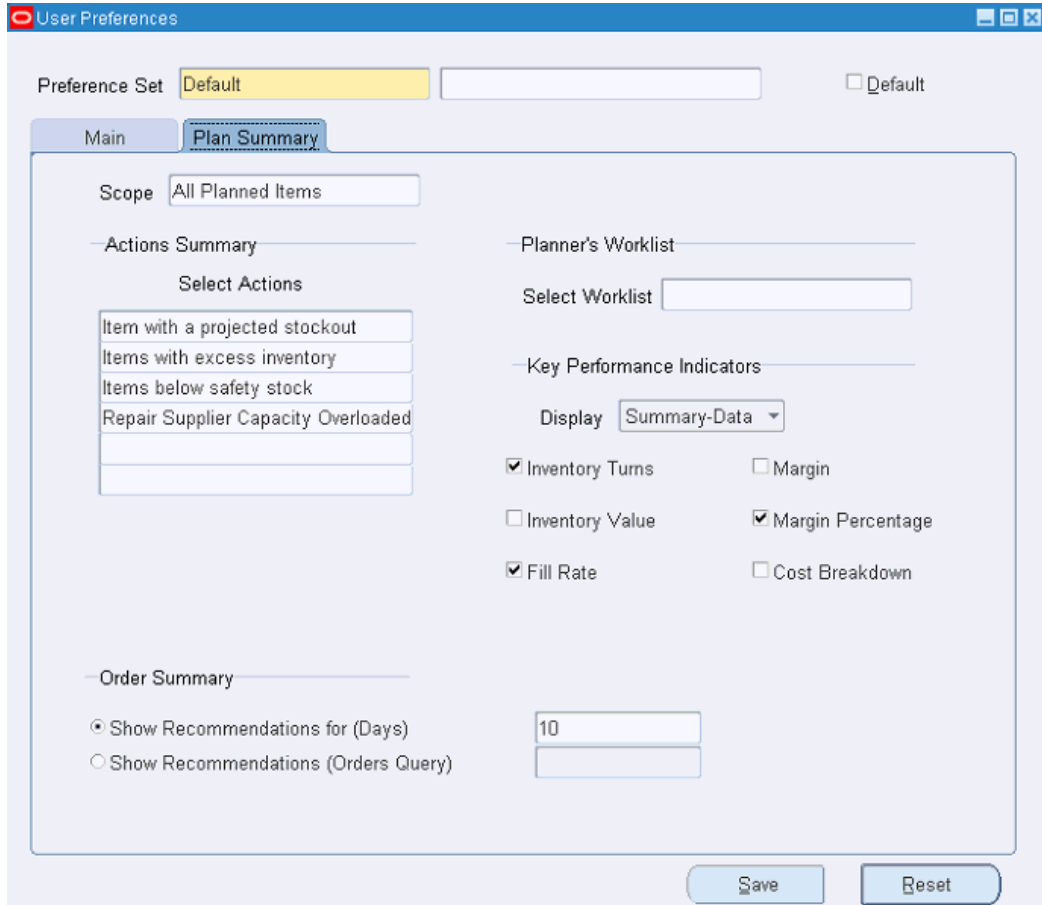 User Preferences
Preference Set Default Default
Main Plan Summary
Scope All Planned Items
Actions Summary Planner's Worklist
Select Actions
Select Worklist
Item with a projected stockout
Items with excess inventory
Items below safety stock
Repair Supplier Capacity Overloaded
Key Performance Indicators
Display Summary-Data
Inventory Turns Margin
Inventory Value Margin Percentage
Fill Rate Cost Breakdown
Order Summary
Show Recommendations for (Days) 10
Show Recommendations (Orders Query)
Save Reset